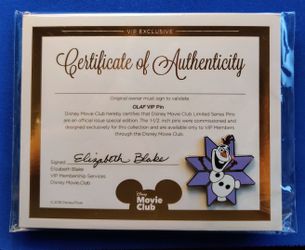 VIP EXCLUSIVE
Certificate of Authenticity
Original owner must sign to validate.
OLAF VIP Pin
Disney Movie Club hereby certifies that Disney Movie Club Limited Series Pins
are an official issue special edition. The 1-1/2 inch pins were commissioned and
designed exclusively for this collection and are available only to VIP Members
through the Disney Movie Club.
Signed Elizabeth Blake
Elizabeth Blake
VIP Membership Services
Disney Movie Club
Disney
Movie
Club